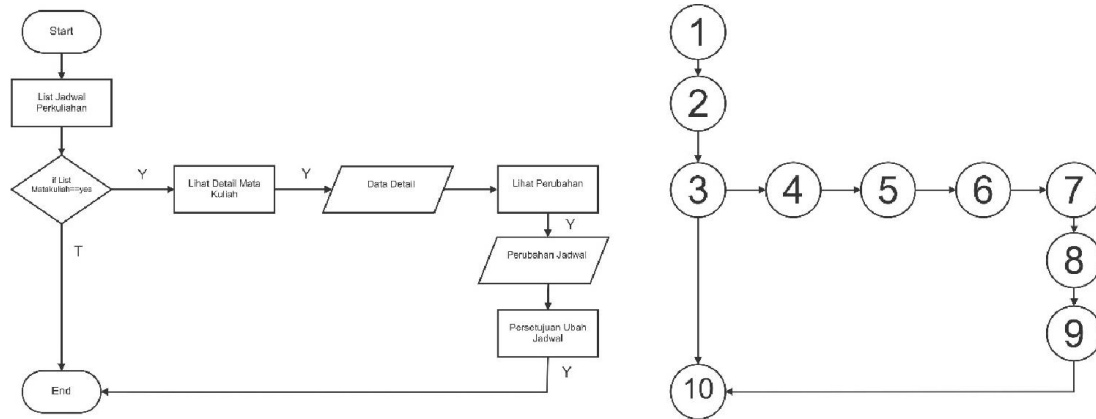 Start
List Jadwal
Perkuliahan
if List
Matakuliah==yes
Y
Lihat Detail Mata
Kuliah
Y
Data Detail
Lihat Perubahan
Y
Perubahan Jadwal
Persetujuan Ubah
Jadwal
Y
T
End
1
2
3
4
5
6
7
8
9
10